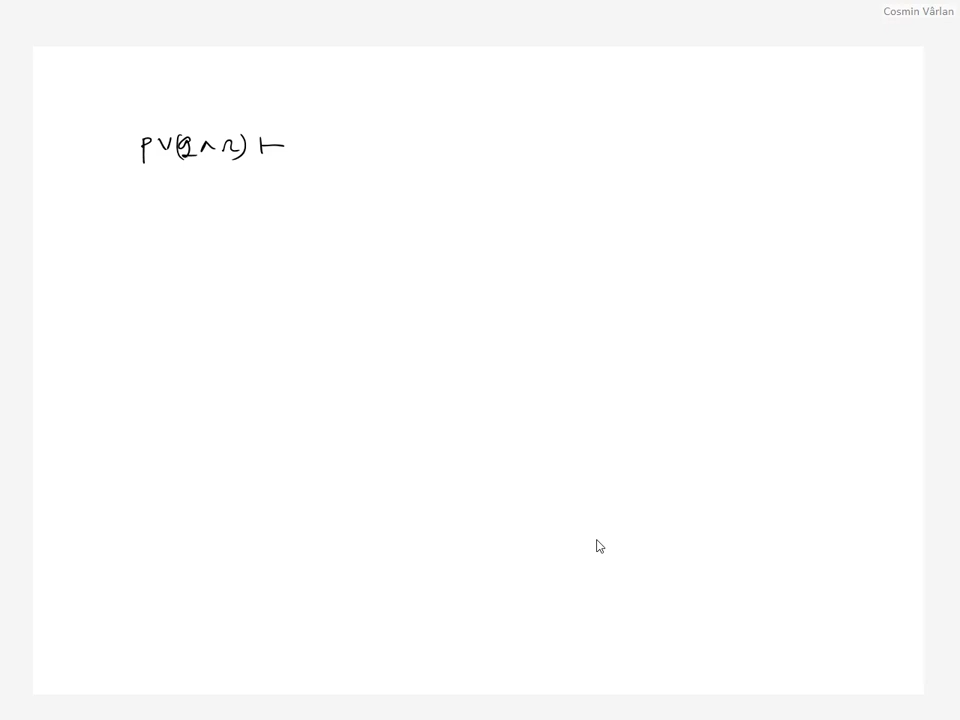 Cosmin Vârlan
p ∨ (q ∧ r) ⊢